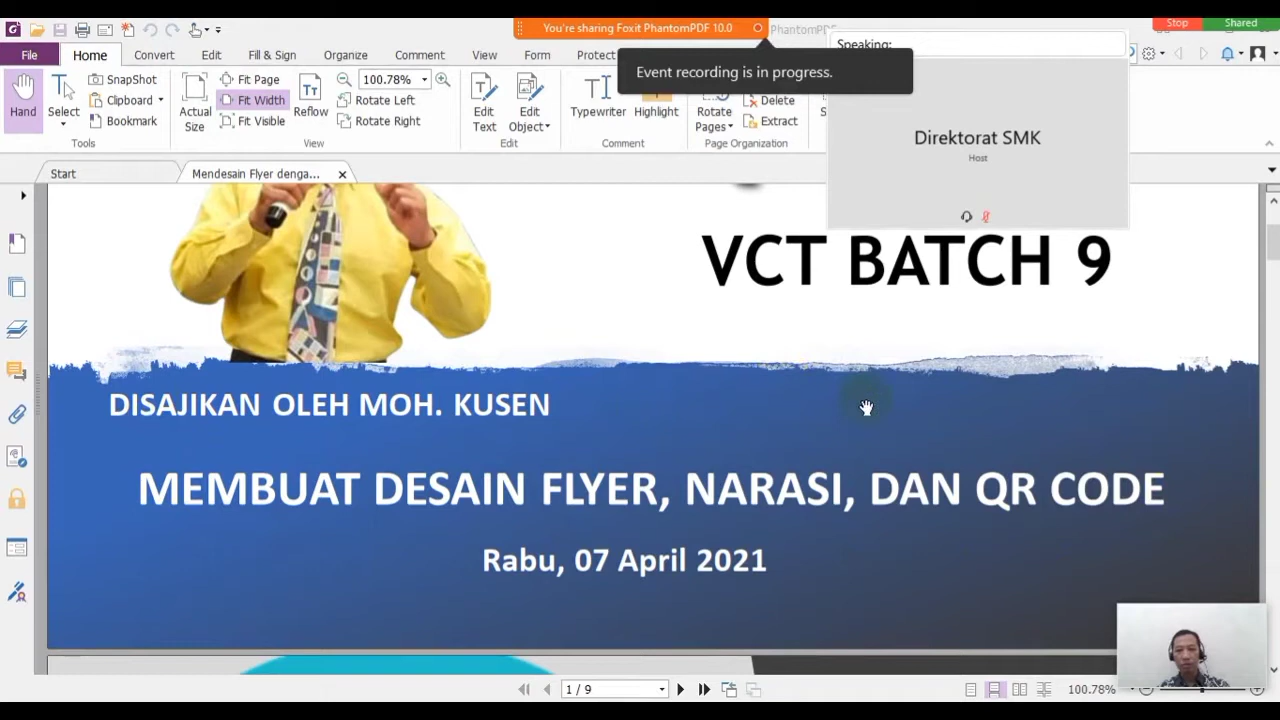 You're sharing Foxit PhantomPDF 10.0
PhantomPDF
Stop
Shared
File
Home
Convert
Edit
Fill & Sign
Organize
Comment
View
Form
Protect
Speaking:
Event recording is in progress.
Hand
Select
SnapShot
Clipboard
Bookmark
Tools
Actual Size
Fit Page
Fit Width
Fit Visible
Reflow
100.78%
Rotate Left
Rotate Right
View
Edit Text
Edit Object
Edit
Typewriter
Highlight
Comment
Rotate Pages
Delete
Extract
Page Organization
Direktorat SMK
Host
Start
Mendesain Flyer denga...
VCT BATCH 9
DISAJIKAN OLEH MOH. KUSEN
MEMBUAT DESAIN FLYER, NARASI, DAN QR CODE
Rabu, 07 April 2021
1 / 9
100.78%